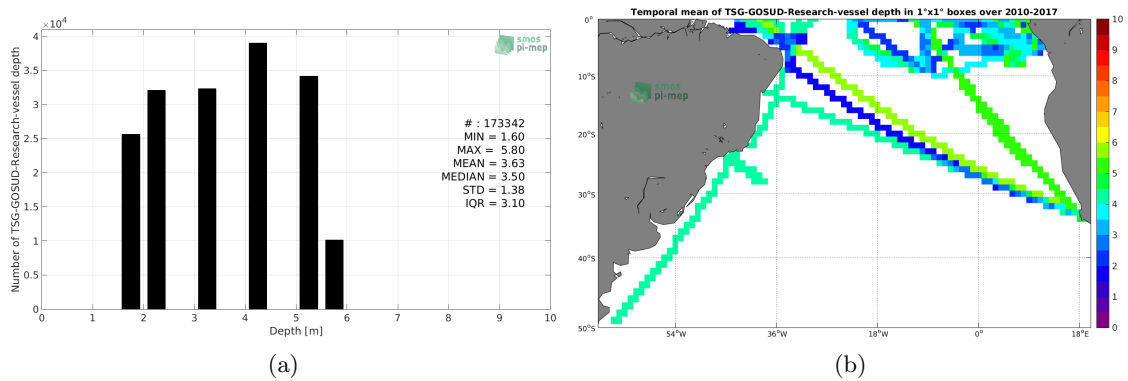 ×10⁴
4
3.5
3
2.5
2
1.5
1
0.5
0
Number of TSG-GOSUD-Research-vessel depth
smos
pi-mep
# : 173342
MIN = 1.60
MAX = 5.80
MEAN = 3.63
MEDIAN = 3.50
STD = 1.38
IQR = 3.10
0 1 2 3 4 5 6 7 8 9 10
Depth [m]
(a)
Temporal mean of TSG-GOSUD-Research-vessel depth in 1°x1° boxes over 2010-2017
0°
10°S
20°S
30°S
40°S
50°S
smos
pi-mep
54°W 36°W 18°W 0° 18°E
10
9
8
7
6
5
4
3
2
1
0
(b)